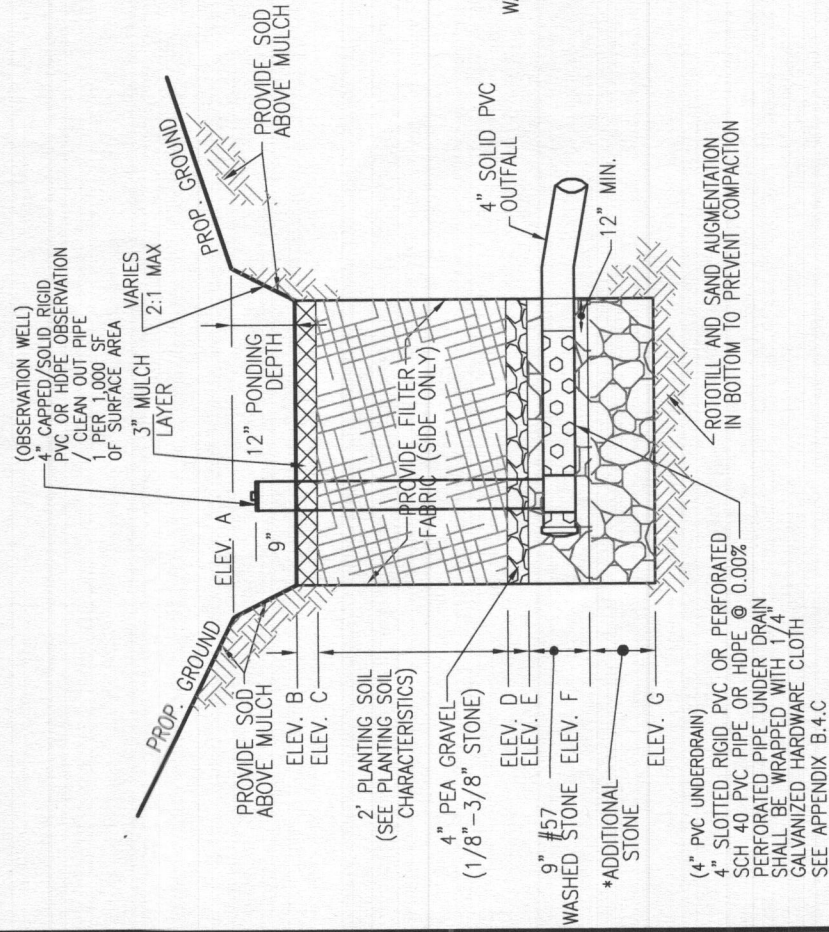 (OBSERVATION WELL)
4" CAPPED/SOLID RIGID
PVC OR HDPE OBSERVATION
/ CLEAN OUT PIPE
1 PER 1,000 SF
OF SURFACE AREA
3" MULCH
LAYER
VARIES
2:1 MAX
PROP. GROUND
PROVIDE SOD
ABOVE MULCH
PROP. GROUND
ELEV. A
9"
12" PONDING
DEPTH
PROVIDE SOD
ABOVE MULCH
ELEV. B
ELEV. C
2' PLANTING SOIL
(SEE PLANTING SOIL
CHARACTERISTICS)
PROVIDE FILTER
FABRIC (SIDE ONLY)
4" PEA GRAVEL
(1/8"-3/8" STONE)
ELEV. D
ELEV. E
9" #57
WASHED STONE
ELEV. F
*ADDITIONAL
STONE
ELEV. G
4" SOLID PVC
OUTFALL
12" MIN.
W
ROTOTILL AND SAND AUGMENTATION
IN BOTTOM TO PREVENT COMPACTION
(4" PVC UNDERDRAIN)
4" SLOTTED RIGID PVC OR PERFORATED
SCH 40 PVC PIPE OR HDPE @ 0.00%
PERFORATED PIPE UNDER DRAIN
SHALL BE WRAPPED WITH 1/4"
GALVANIZED HARDWARE CLOTH
SEE APPENDIX B.4.C